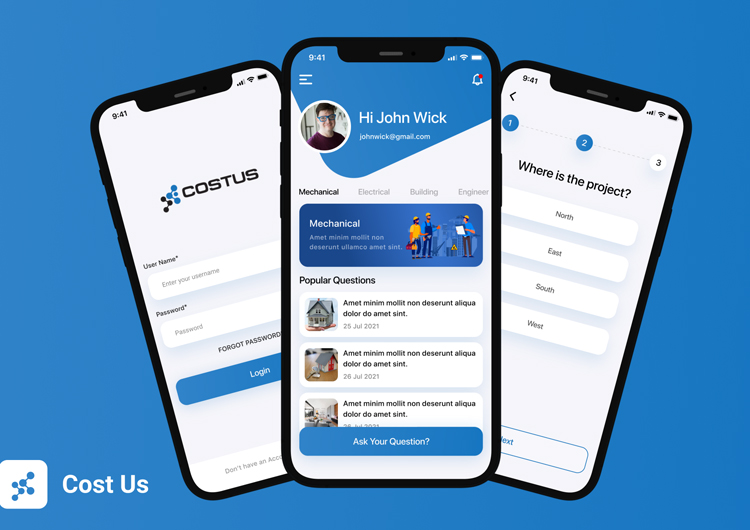 9:41
COSTUS
User Name*
Enter your username
Password*
Password
FORGOT PASSWORD
Login
Don't have an
9:41
Hi John Wick
johnwick@gmail.com
Mechanical
Electrical
Building
Engineer
Mechanical
Amet minim mollit non
deserunt ullamco amet sint.
Popular Questions
Amet minim mollit non deserunt aliqua
dolor do amet sint.
25 Jul 2021
Amet minim mollit non deserunt aliqua
dolor do amet sint.
26 Jul 2021
Amet minim mollit non deserunt aliqua
dolor do amet sint.
Ask Your Question?
9:41
1
2
3
Where is the project?
North
East
South
West
Cost Us